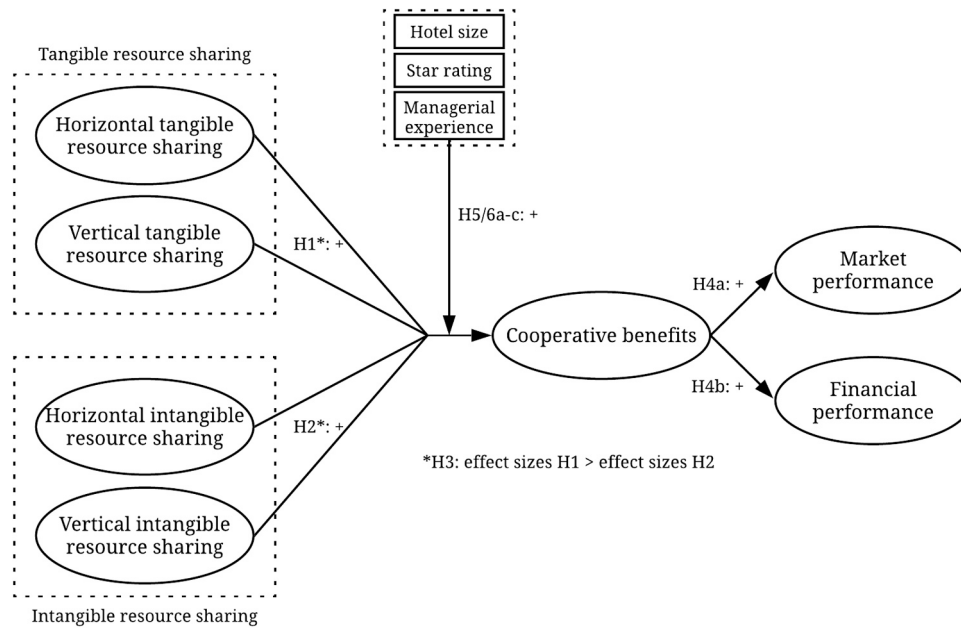 Hotel size
Star rating
Managerial
experience
Tangible resource sharing
Horizontal tangible
resource sharing
Vertical tangible
resource sharing
H1*: +
H5/6a-c: +
Market
performance
H4a: +
Cooperative benefits
H4b: +
Financial
performance
Horizontal intangible
resource sharing
H2*: +
*H3: effect sizes H1 > effect sizes H2
Vertical intangible
resource sharing
Intangible resource sharing